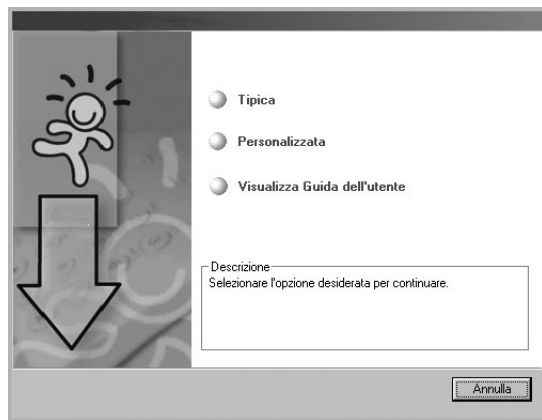 Tipica
Personalizzata
Visualizza Guida dell'utente
Descrizione
Selezionare l'opzione desiderata per continuare.
Annulla